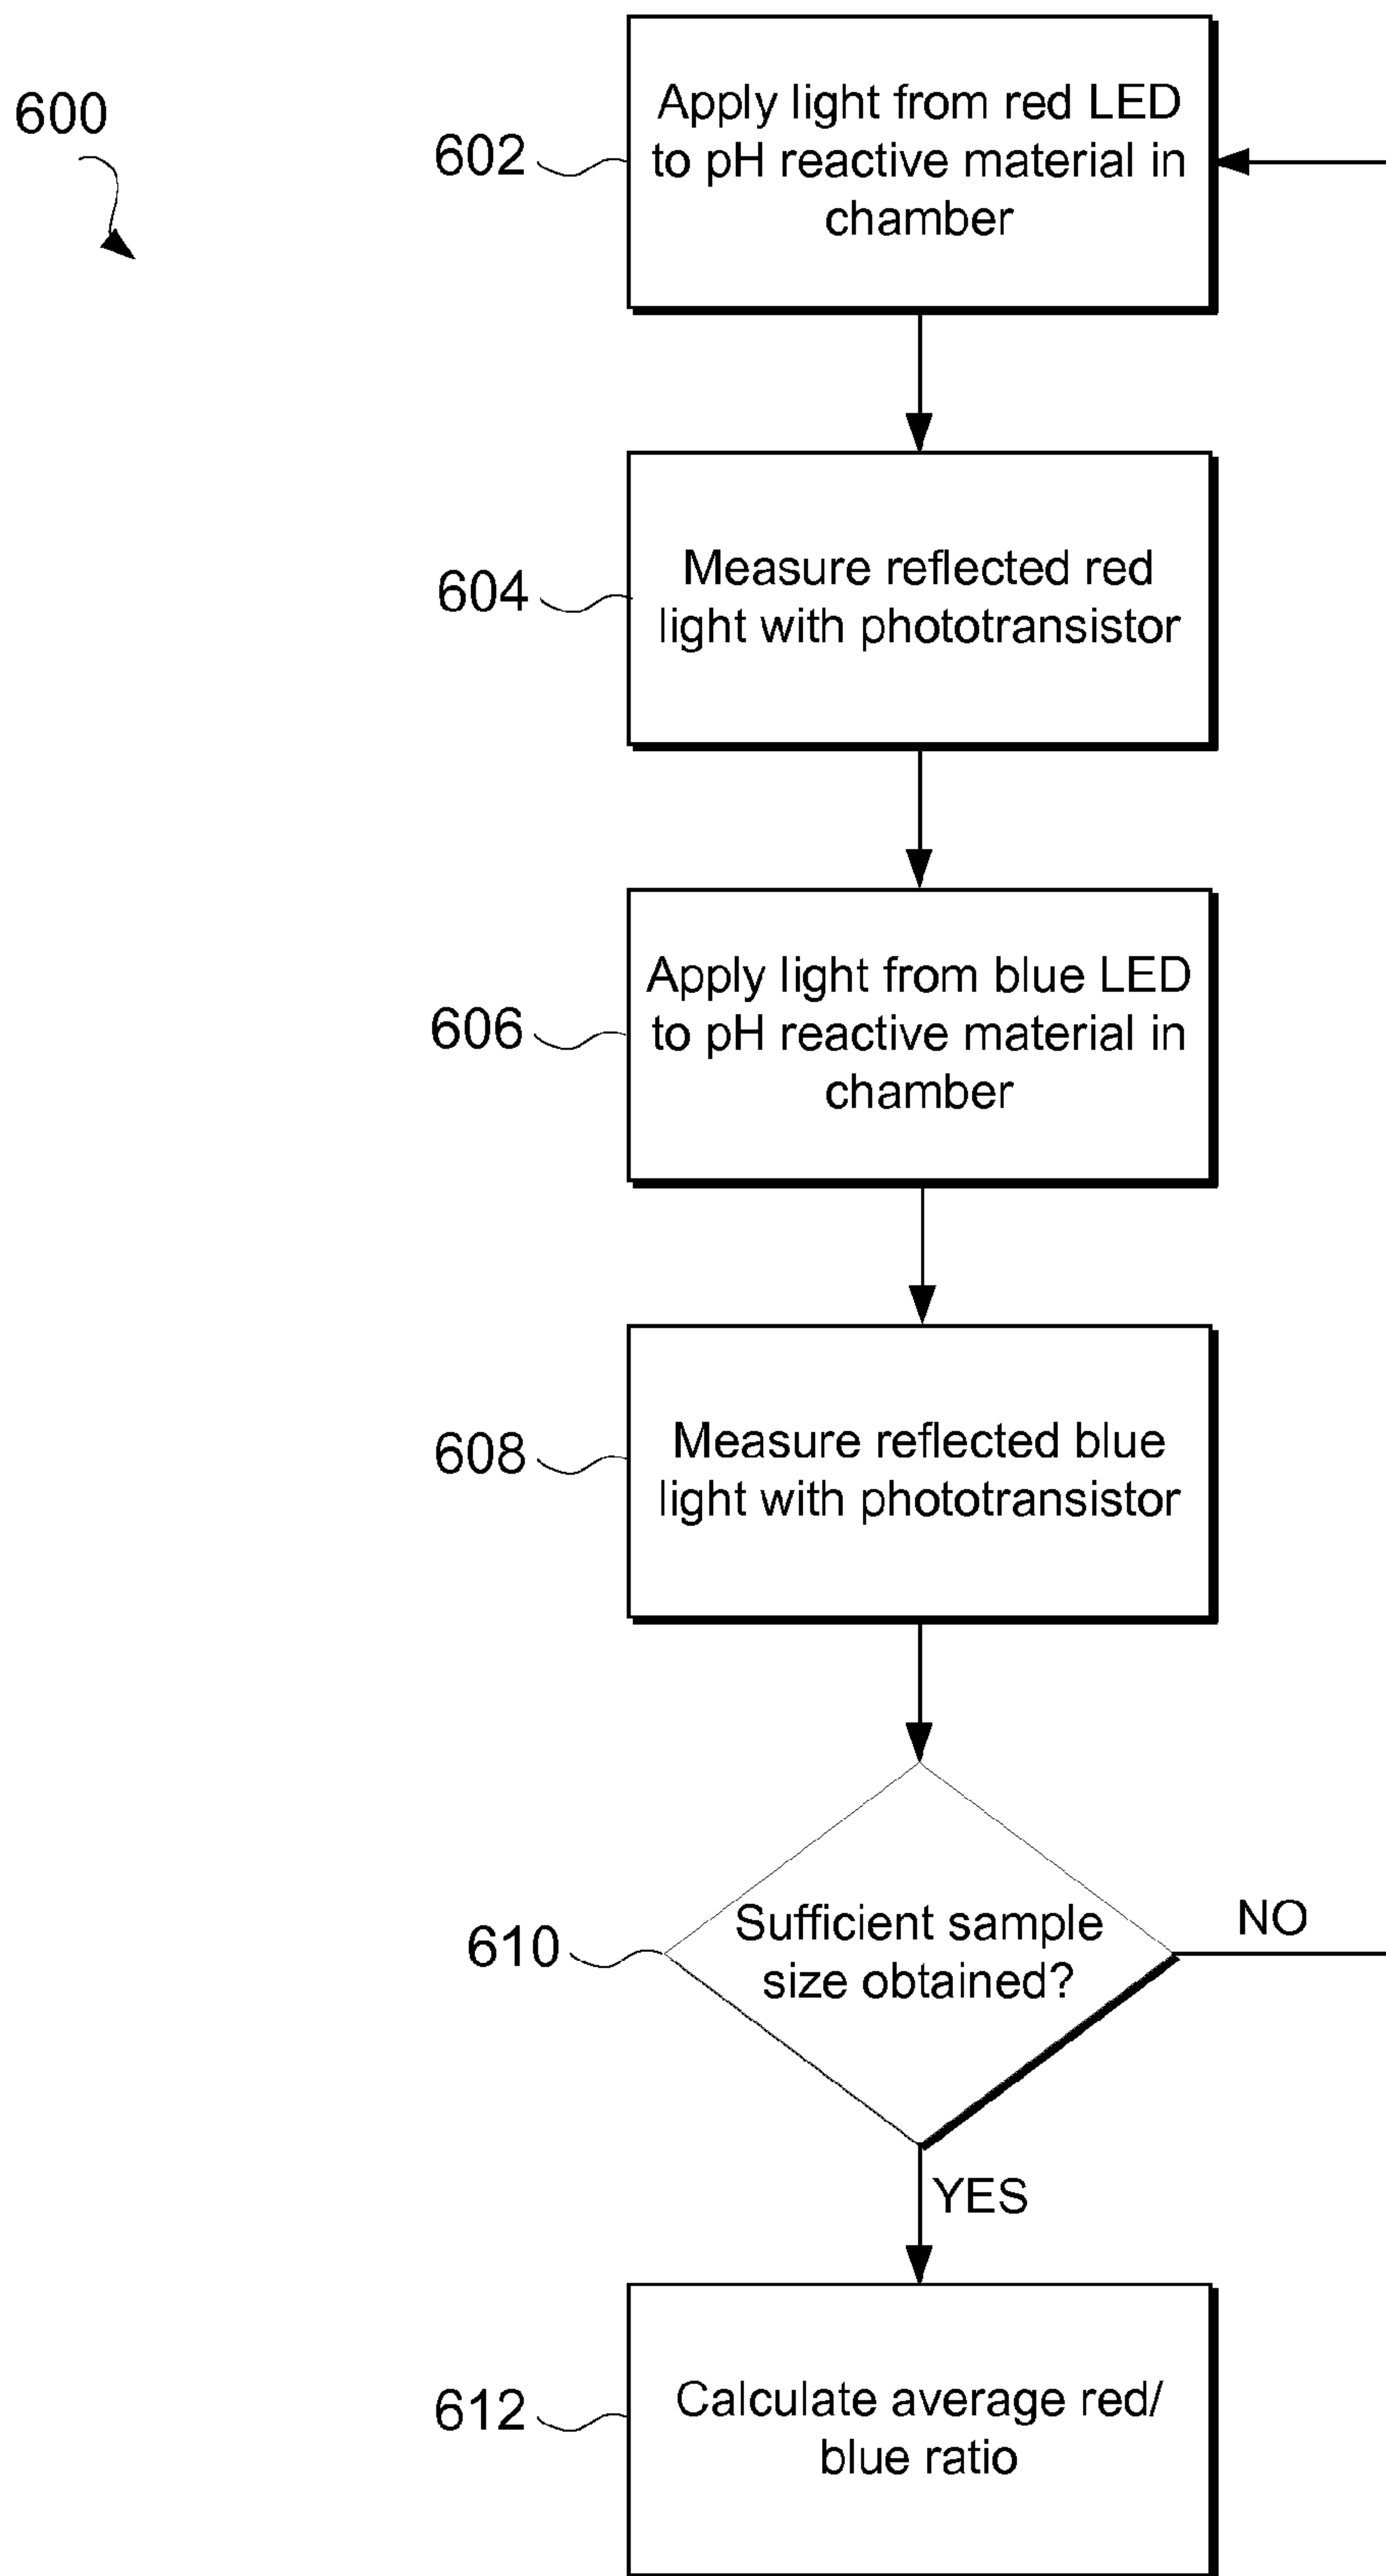 600
602
Apply light from red LED
to pH reactive material in
chamber
604
Measure reflected red
light with phototransistor
606
Apply light from blue LED
to pH reactive material in
chamber
608
Measure reflected blue
light with phototransistor
610
Sufficient sample
size obtained?
NO
YES
612
Calculate average red/
blue ratio